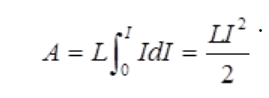 A = L∫₀ᴵ IdI = LI²/2 .